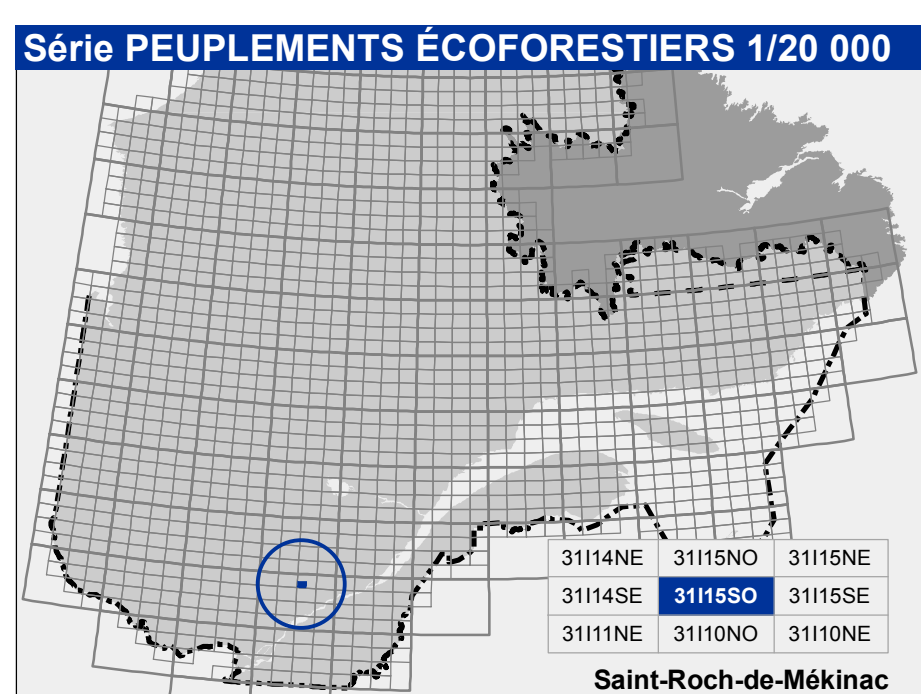 Série PEUPLEMENTS ÉCOFORESTIERS 1/20 000
31I14NE 31I15NO 31I15NE
31I14SE 31I15SO 31I15SE
31I11NE 31I10NO 31I10NE
Saint-Roch-de-Mékinac